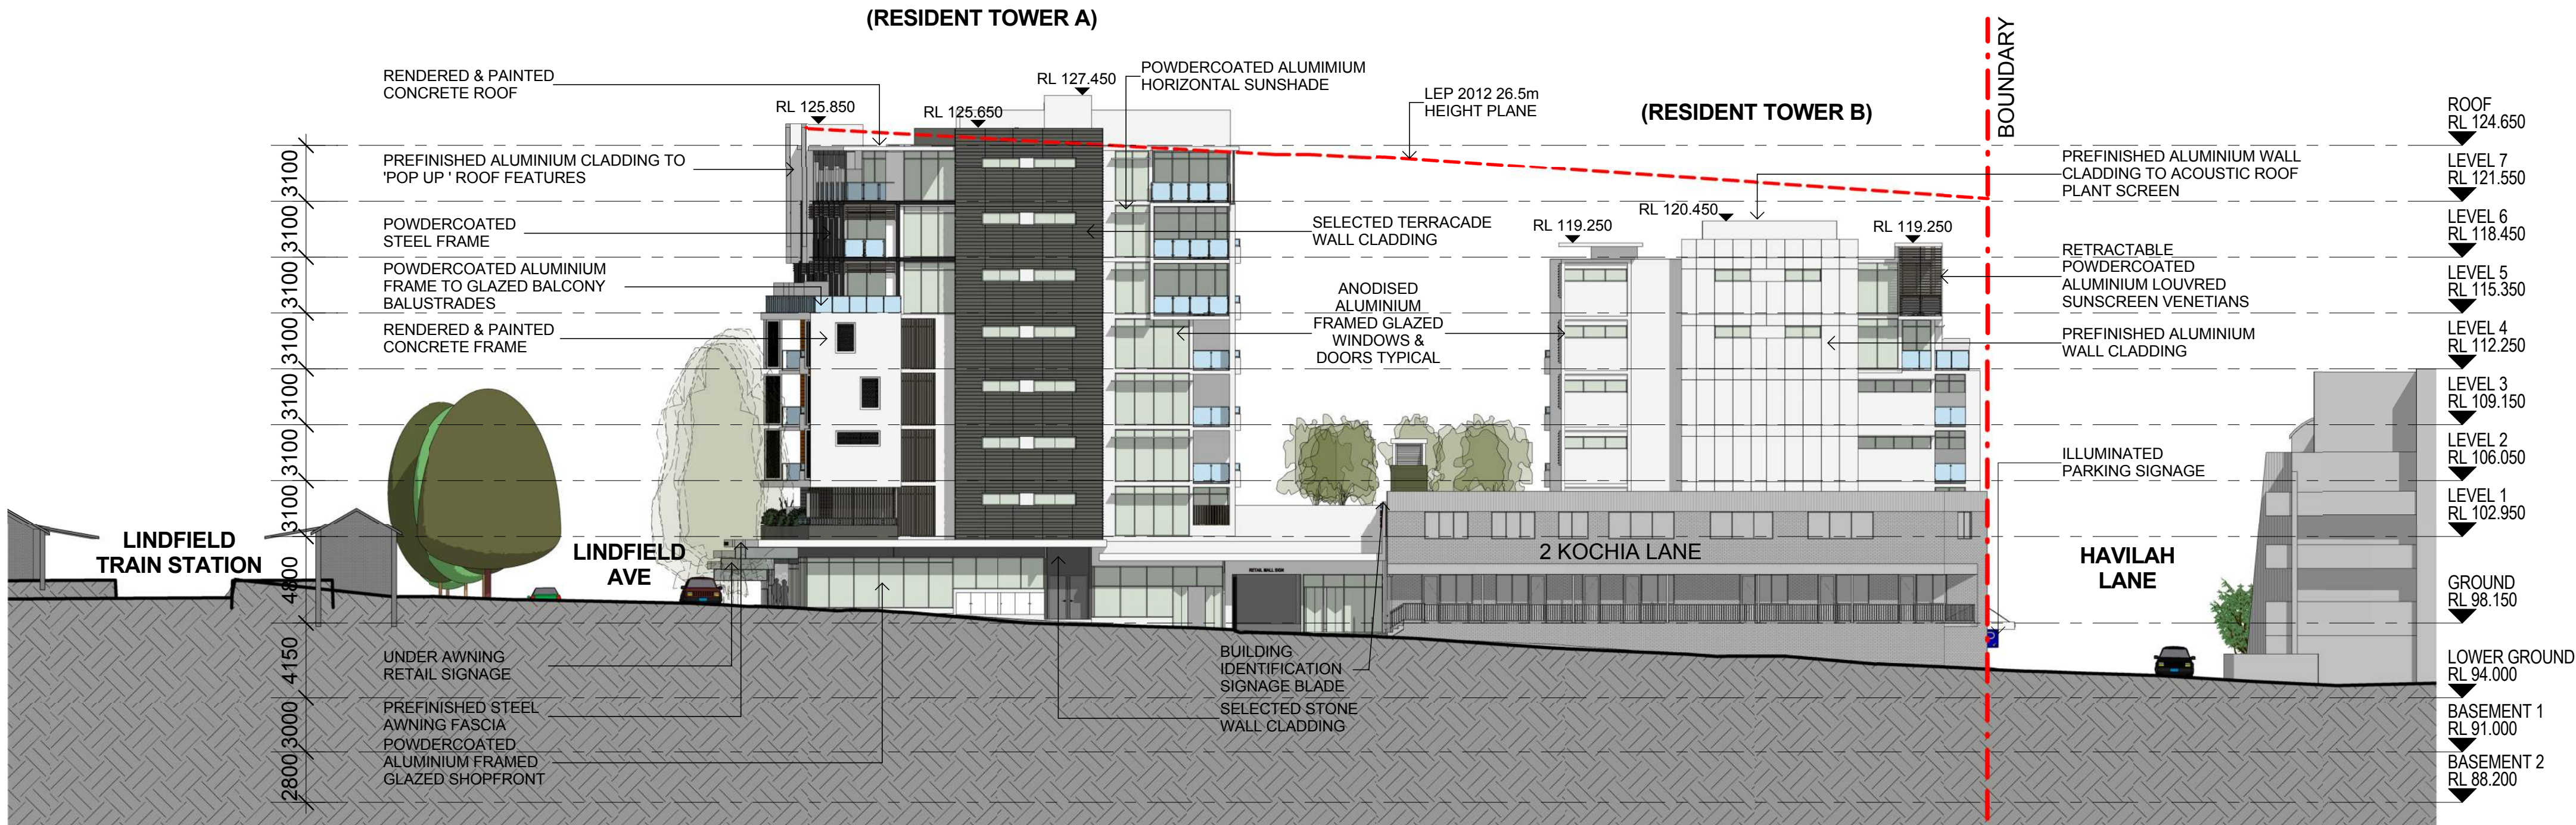 (RESIDENT TOWER A)
RENDERED & PAINTED
CONCRETE ROOF
PREFINISHED ALUMINIUM CLADDING TO
'POP UP ' ROOF FEATURES
POWDERCOATED
STEEL FRAME
POWDERCOATED ALUMINIUM
FRAME TO GLAZED BALCONY
BALUSTRADES
RENDERED & PAINTED
CONCRETE FRAME
RL 125.850
RL 125.650
RL 127.450
POWDERCOATED ALUMIMIUM
HORIZONTAL SUNSHADE
LEP 2012 26.5m
HEIGHT PLANE
(RESIDENT TOWER B)
SELECTED TERRACADE
WALL CLADDING
ANODISED
ALUMINIUM
FRAMED GLAZED
WINDOWS &
DOORS TYPICAL
RL 119.250
RL 120.450
RL 119.250
BOUNDARY
PREFINISHED ALUMINIUM WALL
CLADDING TO ACOUSTIC ROOF
PLANT SCREEN
RETRACTABLE
POWDERCOATED
ALUMINIUM LOUVRED
SUNSCREEN VENETIANS
PREFINISHED ALUMINIUM
WALL CLADDING
ILLUMINATED
PARKING SIGNAGE
ROOF
RL 124.650
LEVEL 7
RL 121.550
LEVEL 6
RL 118.450
LEVEL 5
RL 115.350
LEVEL 4
RL 112.250
LEVEL 3
RL 109.150
LEVEL 2
RL 106.050
LEVEL 1
RL 102.950
GROUND
RL 98.150
LOWER GROUND
RL 94.000
BASEMENT 1
RL 91.000
BASEMENT 2
RL 88.200
3100
3100
3100
3100
3100
3100
3100
4800
4150
3000
2800
LINDFIELD
TRAIN STATION
LINDFIELD
AVE
RETAIL MALL SIGN
2 KOCHIA LANE
HAVILAH
LANE
P
UNDER AWNING
RETAIL SIGNAGE
PREFINISHED STEEL
AWNING FASCIA
POWDERCOATED
ALUMINIUM FRAMED
GLAZED SHOPFRONT
BUILDING
IDENTIFICATION
SIGNAGE BLADE
SELECTED STONE
WALL CLADDING